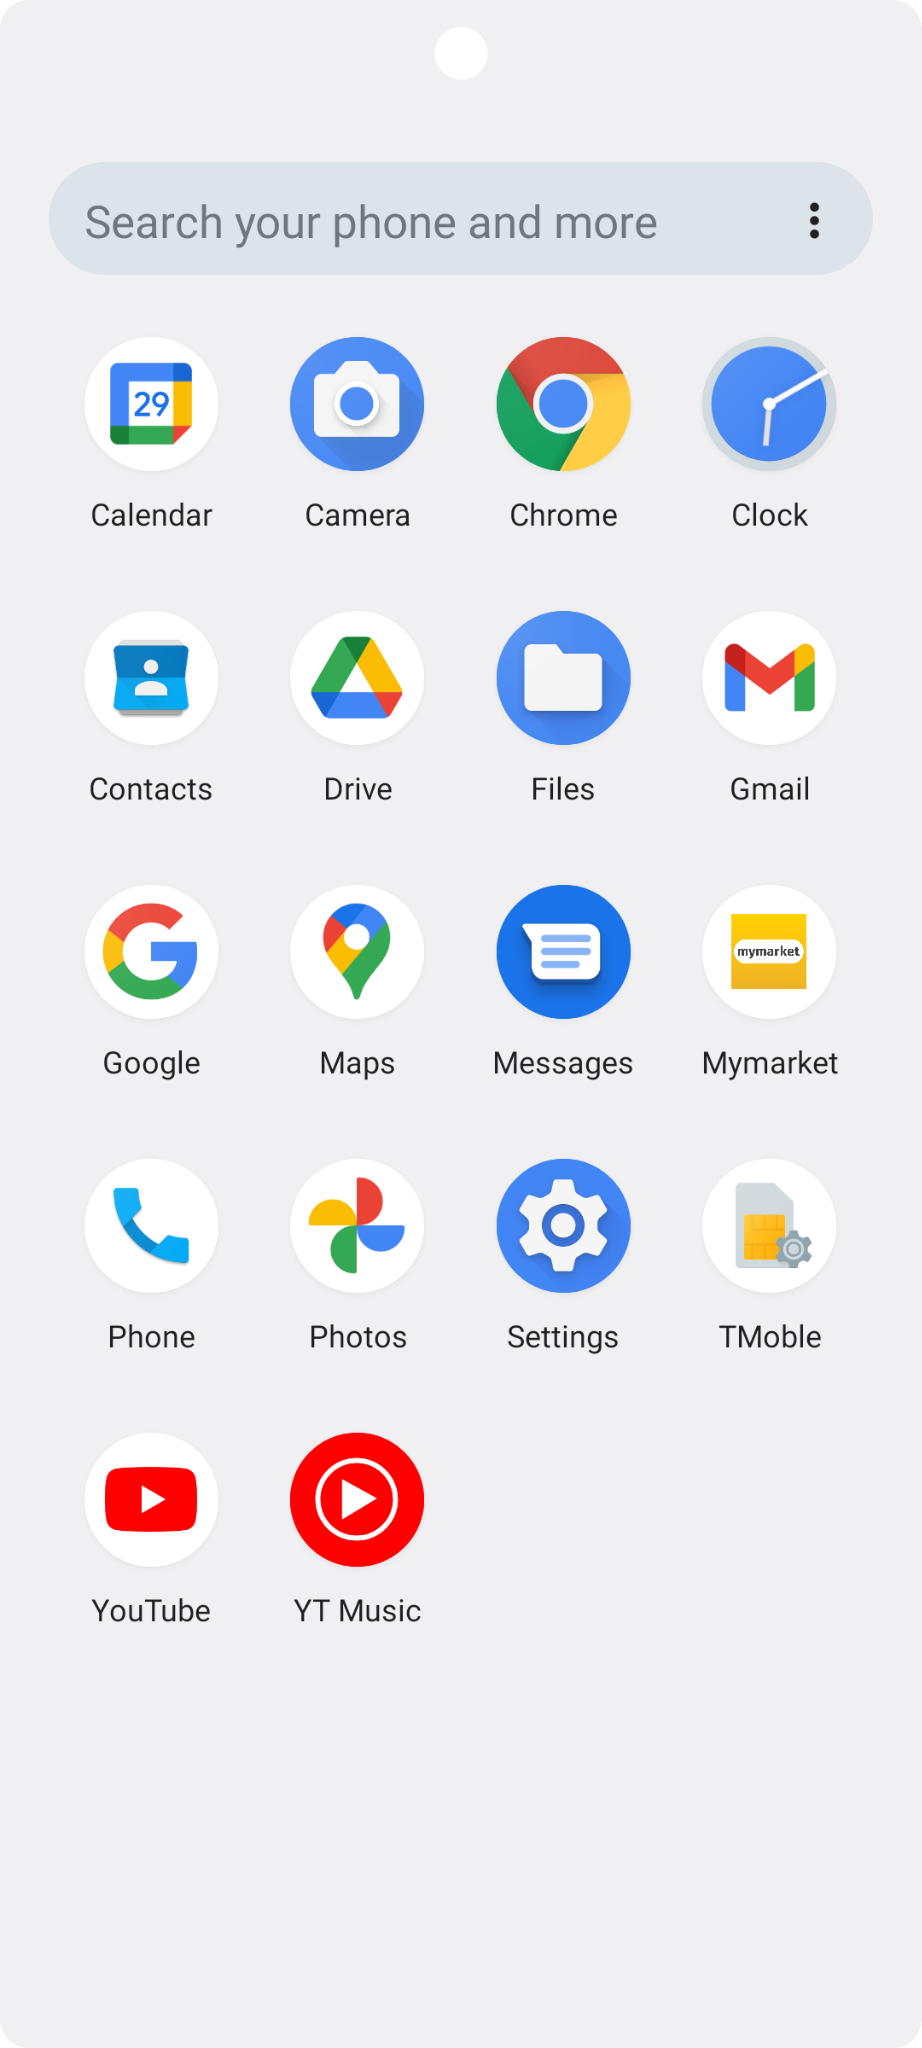 Search your phone and more
29
Calendar
Camera
Chrome
Clock
Contacts
Drive
Files
Gmail
mymarket
Google
Maps
Messages
Mymarket
Phone
Photos
Settings
TMoble
YouTube
YT Music